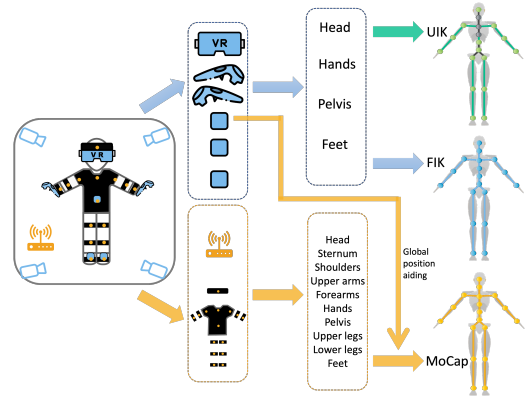 VR
VR
Head
Hands
Pelvis
Feet
UIK
FIK
Global
position
aiding
Head
Sternum
Shoulders
Upper arms
Forearms
Hands
Pelvis
Upper legs
Lower legs
Feet
MoCap